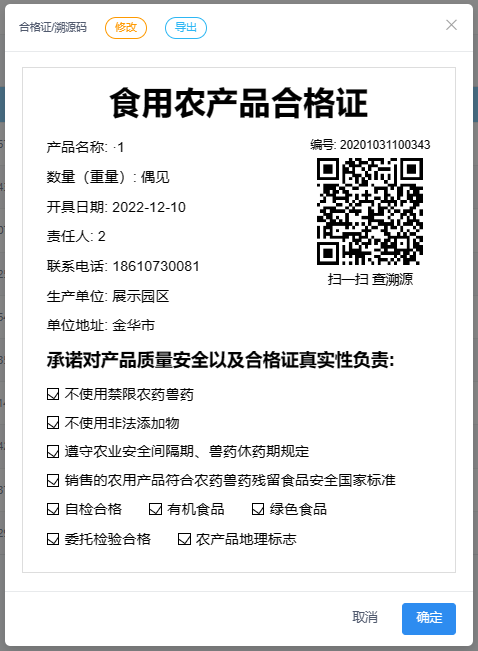 合格证/溯源码 修改 导出
食用农产品合格证
产品名称: ·1
编号: 20201031100343
数量（重量）: 偶见
开具日期: 2022-12-10
责任人: 2
联系电话: 18610730081
扫一扫 查溯源
生产单位: 展示园区
单位地址: 金华市
承诺对产品质量安全以及合格证真实性负责:
不使用禁限农药兽药
不使用非法添加物
遵守农业安全间隔期、兽药休药期规定
销售的农用产品符合农药兽药残留食品安全国家标准
自检合格 有机食品 绿色食品
委托检验合格 农产品地理标志
取消 确定